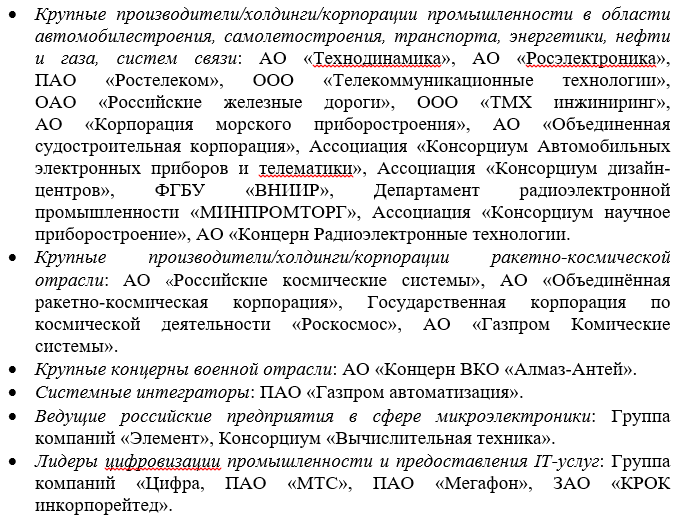 • Крупные производители/холдинги/корпорации промышленности в области
автомобилестроения, самолетостроения, транспорта, энергетики, нефти
и газа, систем связи: АО «Технодинамика», АО «Росэлектроника»,
ПАО «Ростелеком», ООО «Телекоммуникационные технологии»,
ОАО «Российские железные дороги», ООО «ТМХ инжиниринг»,
АО «Корпорация морского приборостроения», АО «Объединенная
судостроительная корпорация», Ассоциация «Консорциум Автомобильных
электронных приборов и телематики», Ассоциация «Консорциум дизайн-
центров», ФГБУ «ВНИИР», Департамент радиоэлектронной
промышленности «МИНПРОМТОРГ», Ассоциация «Консорциум научное
приборостроение», АО «Концерн Радиоэлектронные технологии.
• Крупные производители/холдинги/корпорации ракетно-космической
отрасли: АО «Российские космические системы», АО «Объединённая
ракетно-космическая корпорация», Государственная корпорация по
космической деятельности «Роскосмос», АО «Газпром Комические
системы».
• Крупные концерны военной отрасли: АО «Концерн ВКО «Алмаз-Антей».
• Системные интеграторы: ПАО «Газпром автоматизация».
• Ведущие российские предприятия в сфере микроэлектроники: Группа
компаний «Элемент», Консорциум «Вычислительная техника».
• Лидеры цифровизации промышленности и предоставления IT-услуг: Группа
компаний «Цифра, ПАО «МТС», ПАО «Мегафон», ЗАО «КРОК
инкорпорейтед».